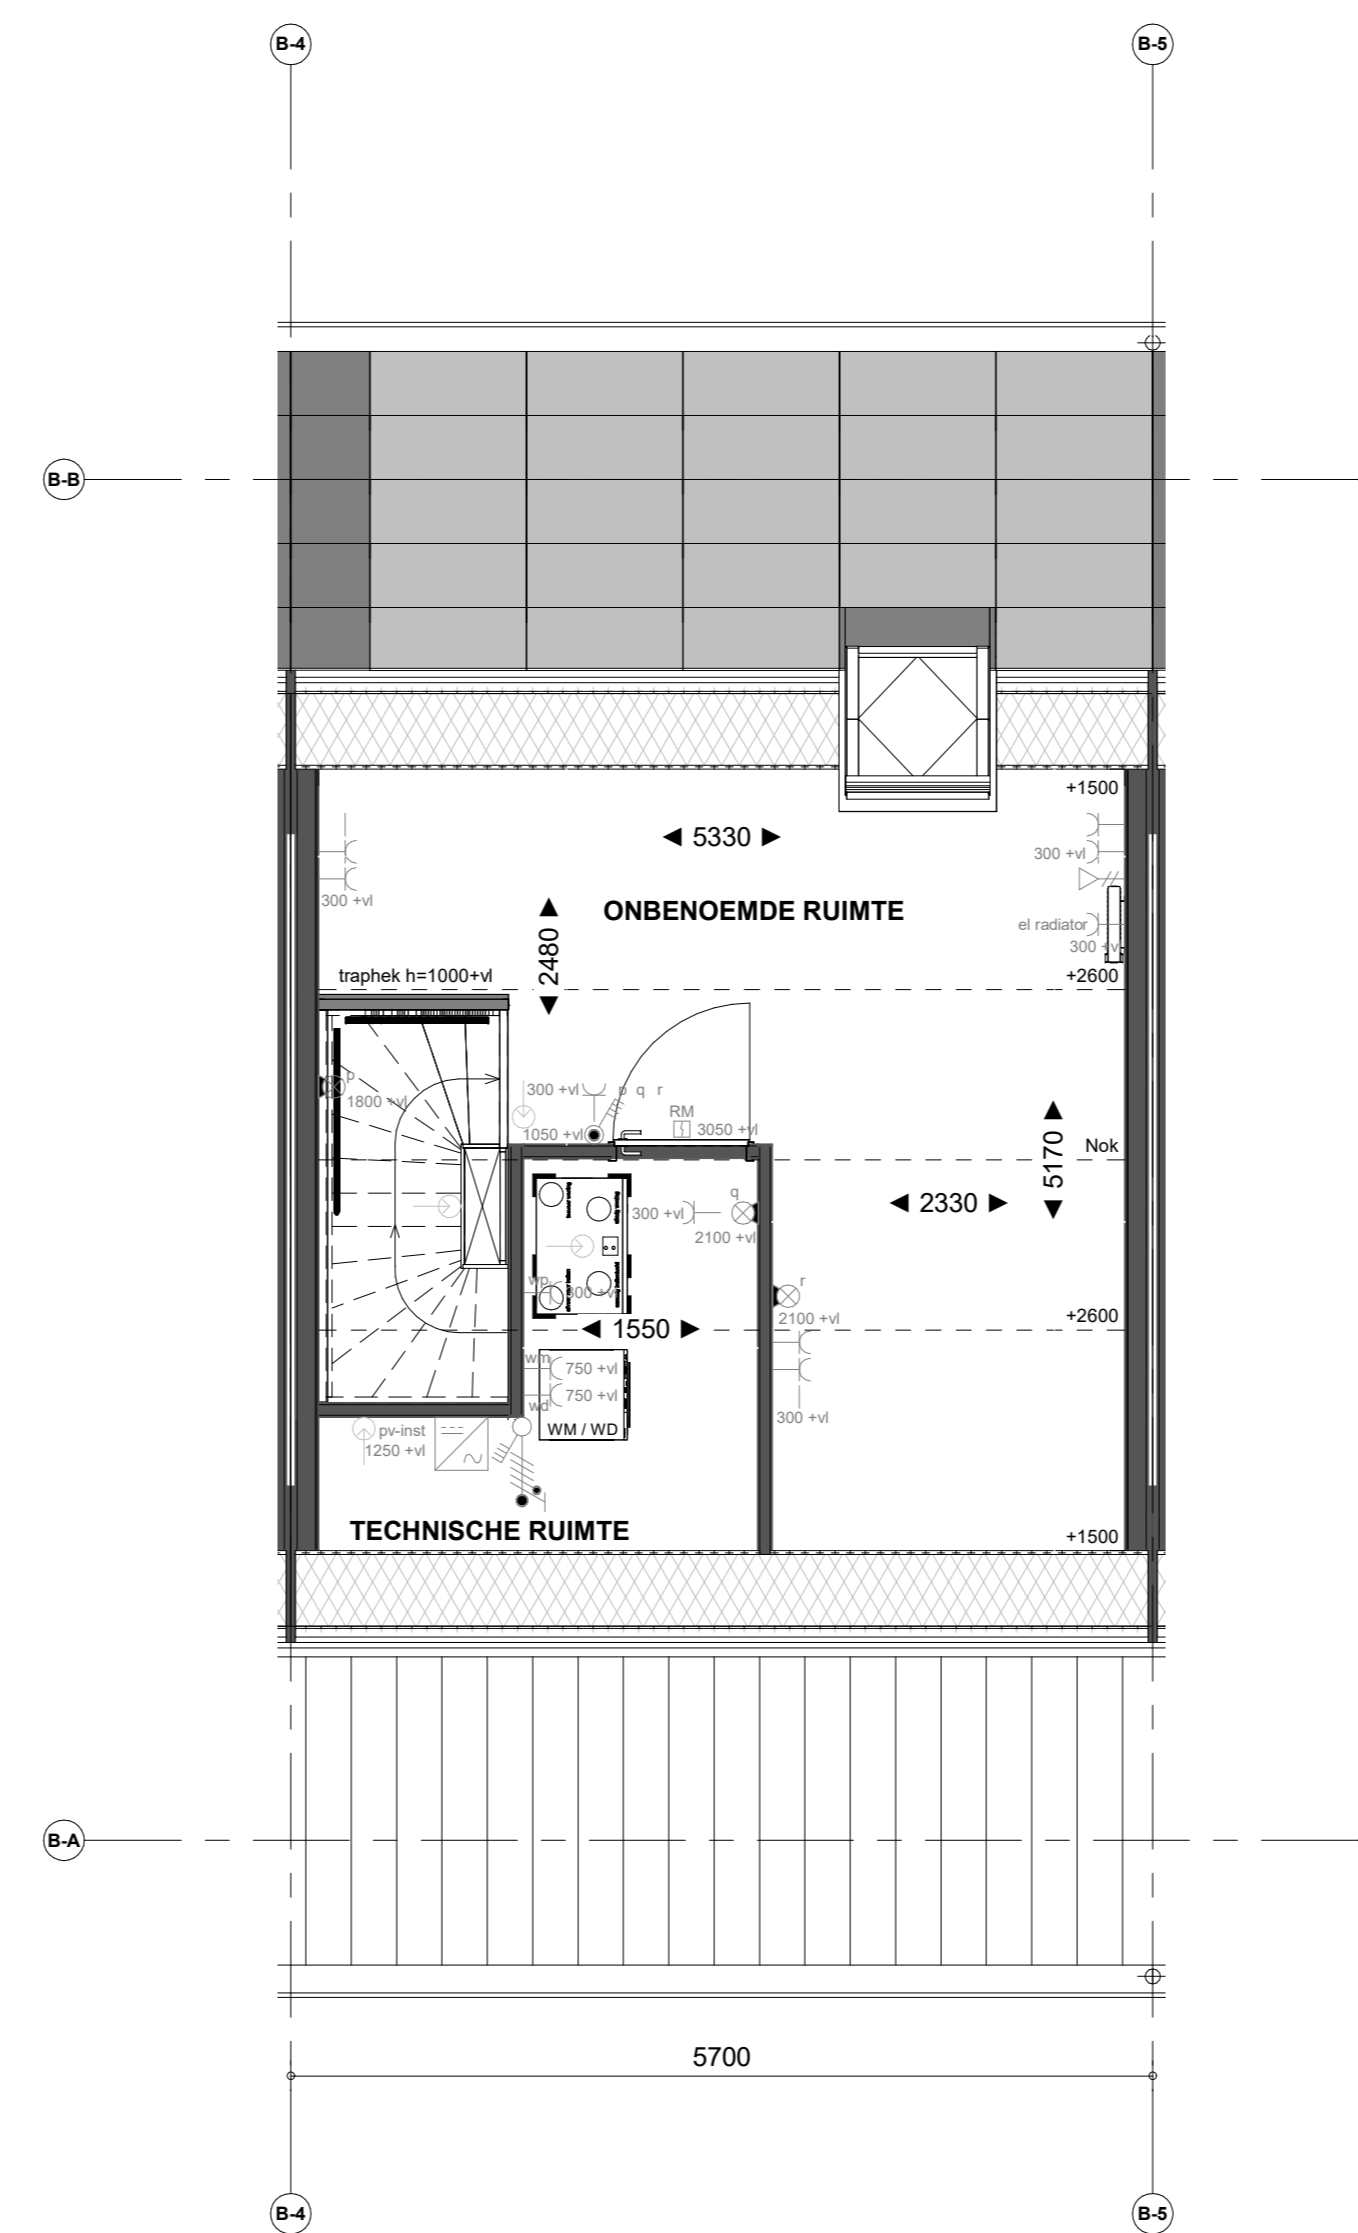 B-4
B-5
B-B
+1500
5330
300 +vl
300 +vl
ONBENOEMDE RUIMTE
el radiator
300 +v
2480
traphek h=1000+vl
+2600
p
1800 +vl
300 +vl
p q r
1050 +vl
RM
3050 +vl
Nok
5170
2330
q
300 +vl
2100 +vl
wp
300 +vl
r
2100 +vl
1550
+2600
wm
750 +vl
wd
750 +vl
WM / WD
300 +vl
pv-inst
1250 +vl
TECHNISCHE RUIMTE
+1500
B-A
5700
B-4
B-5